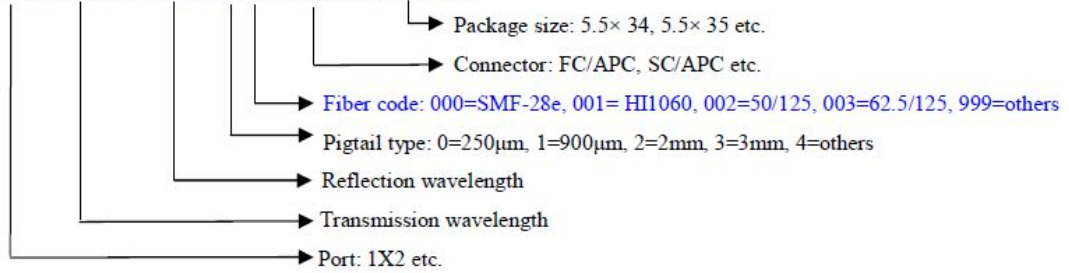 Package size: 5.5× 34, 5.5× 35 etc.
Connector: FC/APC, SC/APC etc.
Fiber code: 000=SMF-28e, 001= HI1060, 002=50/125, 003=62.5/125, 999=others
Pigtail type: 0=250μm, 1=900μm, 2=2mm, 3=3mm, 4=others
Reflection wavelength
Transmission wavelength
Port: 1X2 etc.